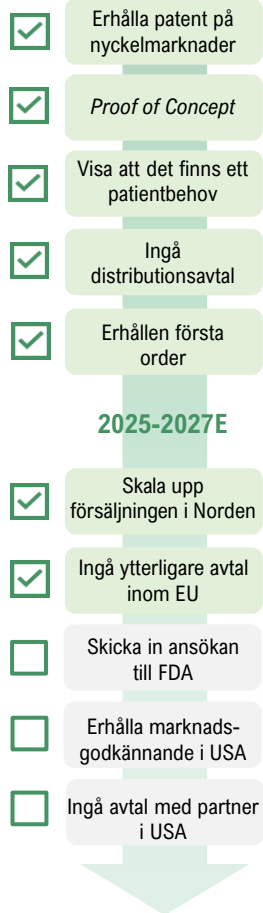 Erhålla patent på
nyckelmarknader
Proof of Concept
Visa att det finns ett
patientbehov
Ingå
distributionsavtal
Erhållen första
order
2025-2027E
Skala upp
försäljningen i Norden
Ingå ytterligare avtal
inom EU
Skicka in ansökan
till FDA
Erhålla marknads-
godkännande i USA
Ingå avtal med partner
i USA